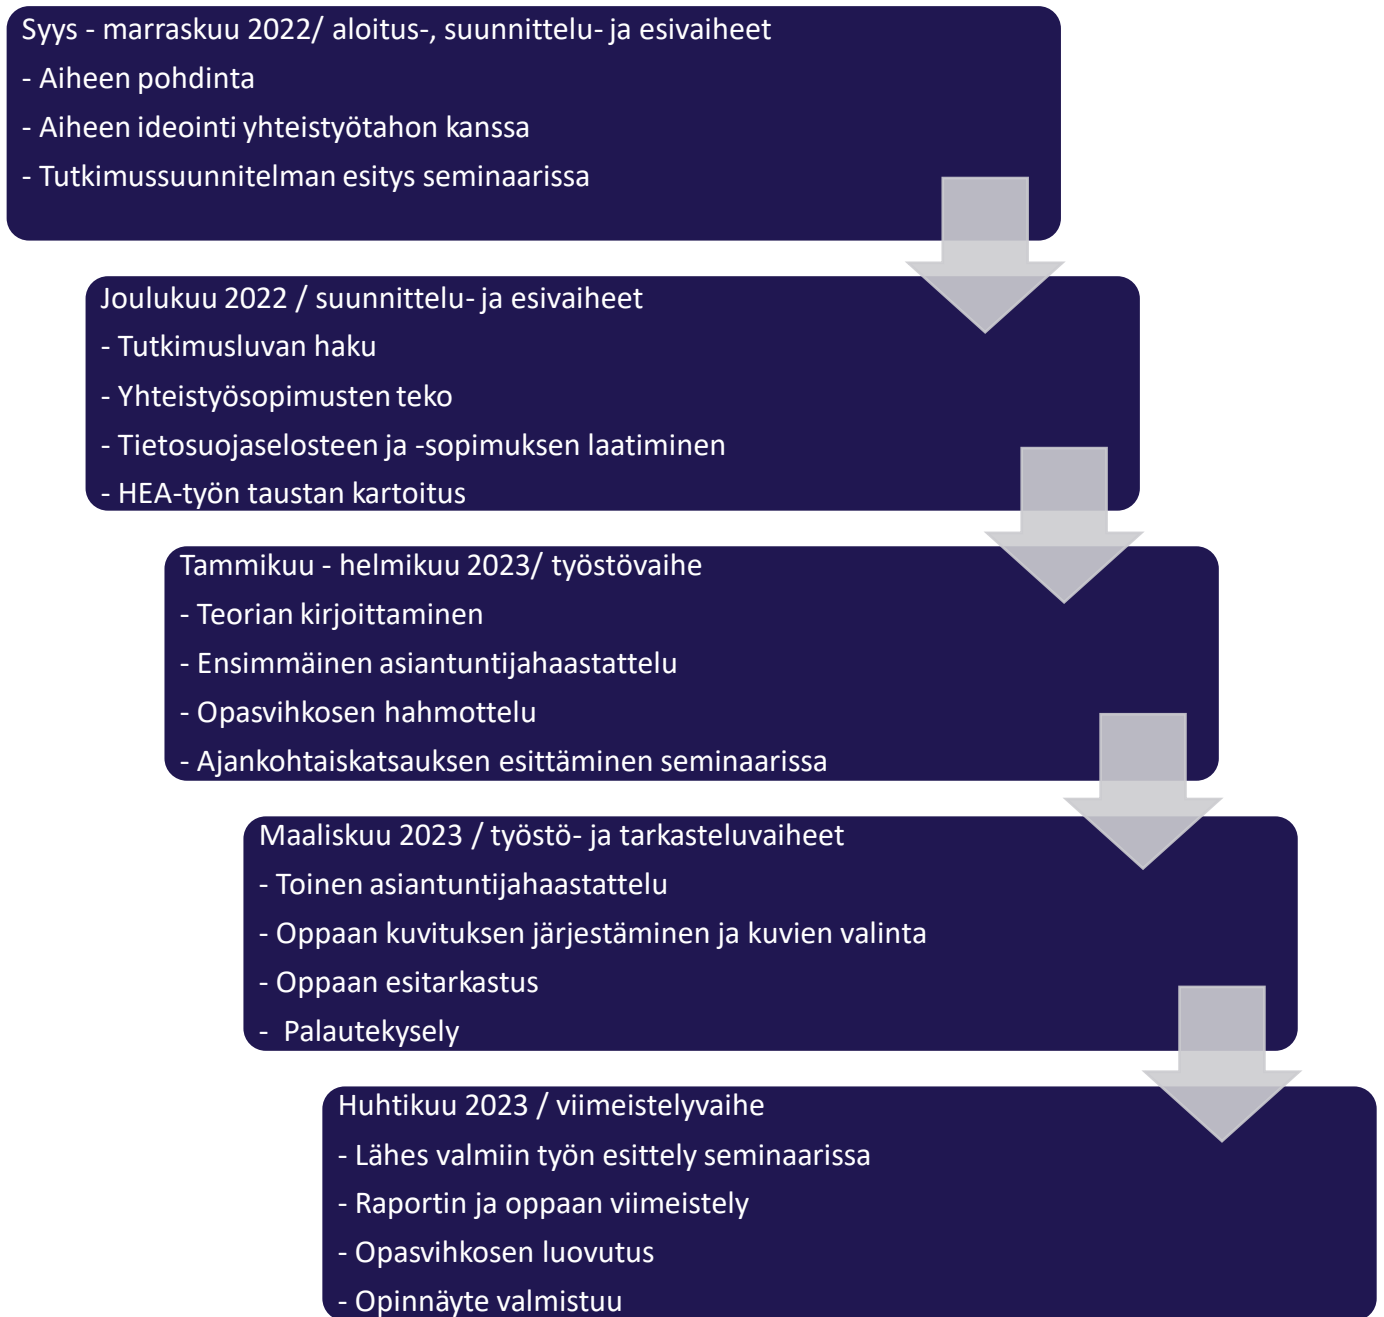 Syys - marraskuu 2022/ aloitus-, suunnittelu- ja esivaiheet
- Aiheen pohdinta
- Aiheen ideointi yhteistyötahon kanssa
- Tutkimussuunnitelman esitys seminaarissa
Joulukuu 2022 / suunnittelu- ja esivaiheet
- Tutkimusluvan haku
- Yhteistyösopimusten teko
- Tietosuojaselosteen ja -sopimuksen laatiminen
- HEA-työn taustan kartoitus
Tammikuu - helmikuu 2023/ työstövaihe
- Teorian kirjoittaminen
- Ensimmäinen asiantuntijahaastattelu
- Opasvihkosen hahmottelu
- Ajankohtaiskatsauksen esittäminen seminaarissa
Maaliskuu 2023 / työstö- ja tarkasteluvaiheet
- Toinen asiantuntijahaastattelu
- Oppaan kuvituksen järjestäminen ja kuvien valinta
- Oppaan esitarkastus
- Palautekysely
Huhtikuu 2023 / viimeistelyvaihe
- Lähes valmiin työn esittely seminaarissa
- Raportin ja oppaan viimeistely
- Opasvihkosen luovutus
- Opinnäyte valmistuu